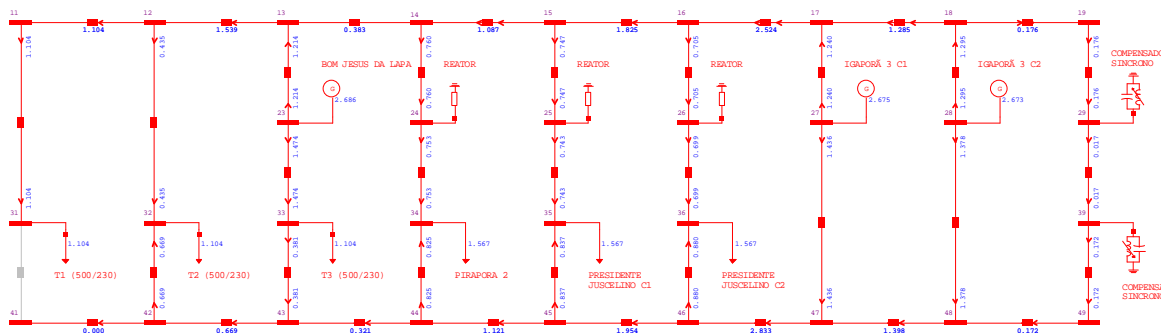 11 12 13 14 15 16 17 18 19
1.104 1.539 0.383 1.087 1.825 2.524 1.285 0.176
1.104 0.435 1.214 0.760 0.747 0.705 1.240 1.295 0.176
BOM JESUS DA LAPA REATOR REATOR REATOR IGAPORÃ 3 C1 IGAPORÃ 3 C2 COMPENSADO
SINCRONO
G G G
2.686 2.675 2.673
1.214 0.760 0.747 0.705 1.240 1.295 0.176
23 24 25 26 27 28 29
1.474 0.753 0.743 0.699 1.436 1.378 0.017
1.104 0.435 1.474 0.753 0.743 0.699 0.017
31 32 33 34 35 36 39
1.104 1.104 1.104 1.567 1.567 1.567
0.669 0.381 0.825 0.837 0.880 0.172
T1 (500/230) T2 (500/230) T3 (500/230) PIRAPORA 2 PRESIDENTE
JUSCELINO C1
PRESIDENTE
JUSCELINO C2
COMPENSA
SINCRONO
0.669 0.381 0.825 0.837 0.880 1.436 1.378 0.172
41 42 43 44 45 46 47 48 49
0.000 0.669 0.321 1.121 1.954 2.833 1.398 0.172